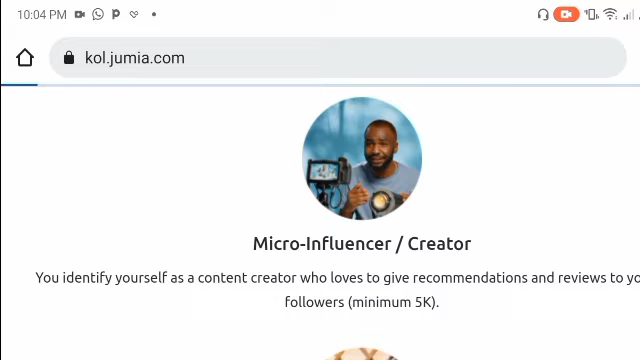 10:04 PM
kol.jumia.com
Micro-Influencer / Creator
You identify yourself as a content creator who loves to give recommendations and reviews to yo
followers (minimum 5K).